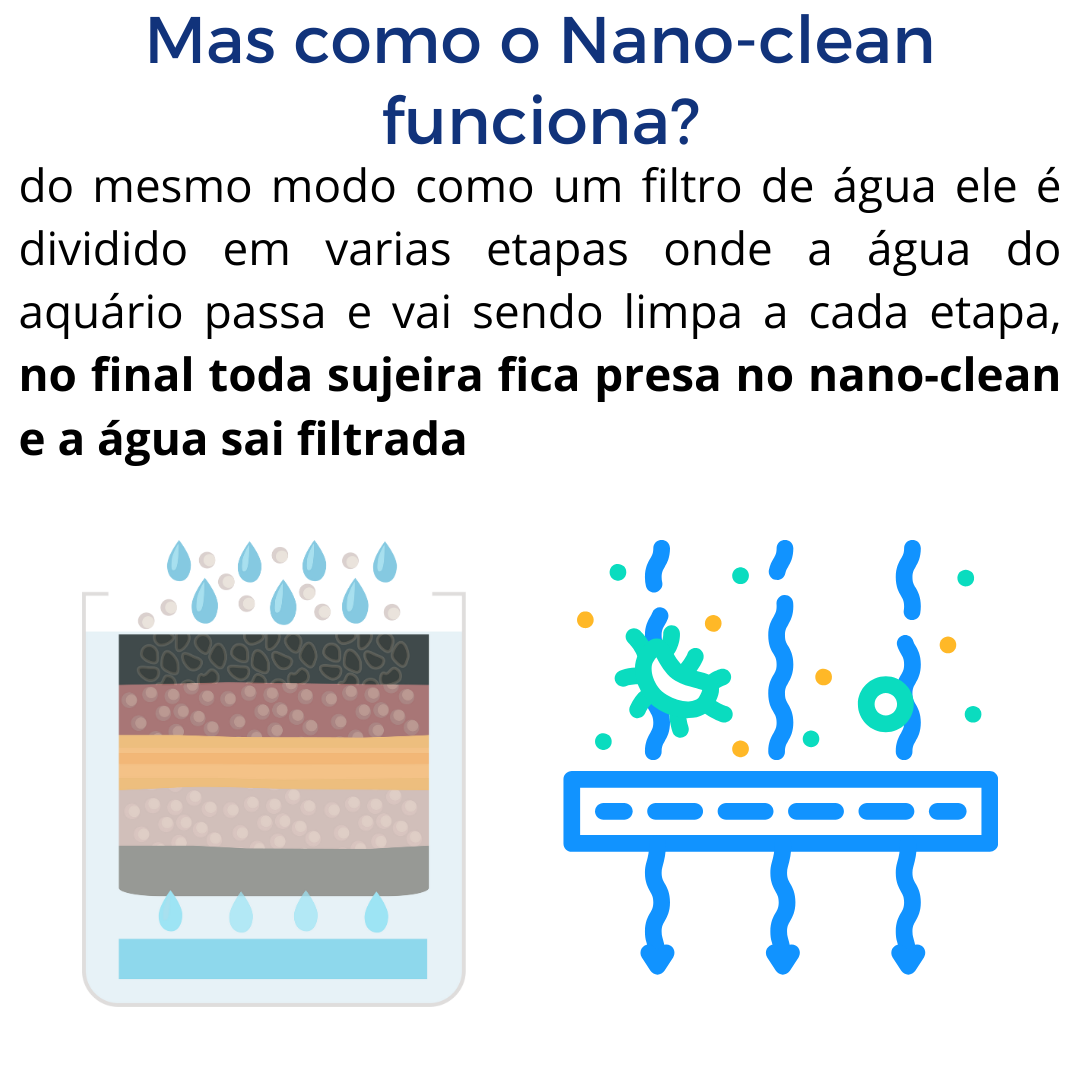 Mas como o Nano-clean
funciona?
do mesmo modo como um filtro de água ele é
dividido em varias etapas onde a água do
aquário passa e vai sendo limpa a cada etapa,
no final toda sujeira fica presa no nano-clean
e a água sai filtrada